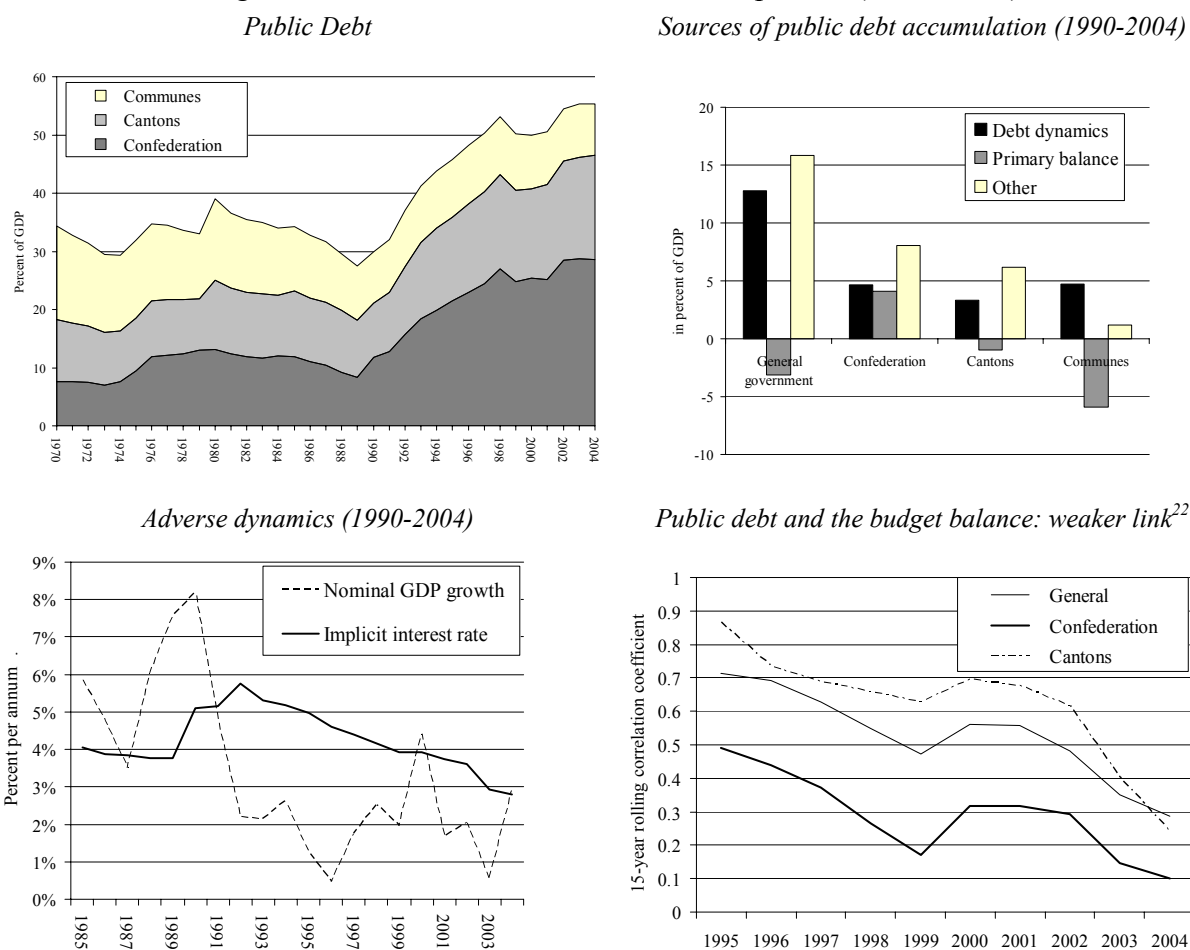 Public Debt
60
50
40
30
20
10
0
Percent of GDP
Communes
Cantons
Confederation
1970
1972
1974
1976
1978
1980
1982
1984
1986
1988
1990
1992
1994
1996
1998
2000
2002
2004
Sources of public debt accumulation (1990-2004)
20
15
10
5
0
-5
-10
in percent of GDP
Debt dynamics
Primary balance
Other
General
government
Confederation
Cantons
Communes
Adverse dynamics (1990-2004)
9%
8%
7%
6%
5%
4%
3%
2%
1%
0%
Percent per annum .
Nominal GDP growth
Implicit interest rate
1985
1987
1989
1991
1993
1995
1997
1999
2001
2003
Public debt and the budget balance: weaker link22
1
0.9
0.8
0.7
0.6
0.5
0.4
0.3
0.2
0.1
0
15-year rolling correlation coefficient
General
Confederation
Cantons
1995 1996 1997 1998 1999 2000 2001 2002 2003 2004